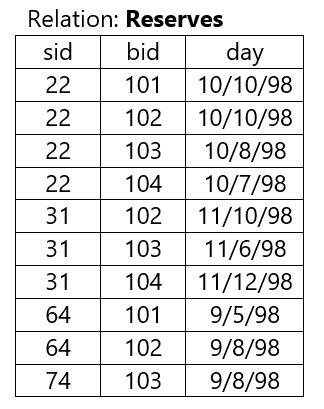 Relation: Reserves
sid bid day
22 101 10/10/98
22 102 10/10/98
22 103 10/8/98
22 104 10/7/98
31 102 11/10/98
31 103 11/6/98
31 104 11/12/98
64 101 9/5/98
64 102 9/8/98
74 103 9/8/98